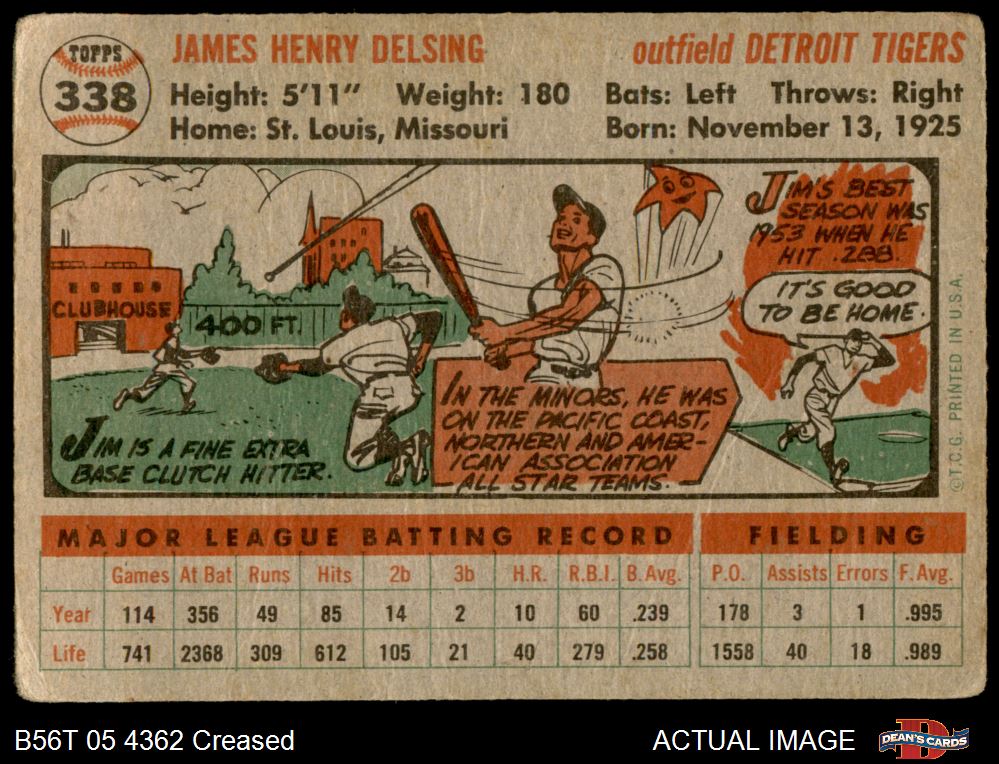 TOPPS
338
JAMES HENRY DELSING
outfield DETROIT TIGERS
Height: 5'11" Weight: 180 Bats: Left Throws: Right
Home: St. Louis, Missouri
Born: November 13, 1925
CLUBHOUSE
400 FT.
JIM IS A FINE EXTRA
BASE CLUTCH HITTER.
IN THE MINORS, HE WAS
ON THE PACIFIC COAST,
NORTHERN AND AMER-
ICAN ASSOCIATION
ALL STAR TEAMS.
JIM'S BEST
SEASON WAS
1953 WHEN HE
HIT .288.
IT'S GOOD
TO BE HOME.
©T.C.G. PRINTED IN U.S.A.
MAJOR LEAGUE BATTING RECORD
FIELDING
Games At Bat Runs Hits 2b 3b H.R. R.B.I. B. Avg. P.O. Assists Errors F. Avg.
Year 114 356 49 85 14 2 10 60 .239 178 3 1 .995
Life 741 2368 309 612 105 21 40 279 .258 1558 40 18 .989
B56T 05 4362 Creased
ACTUAL IMAGE
D
DEAN'S CARDS